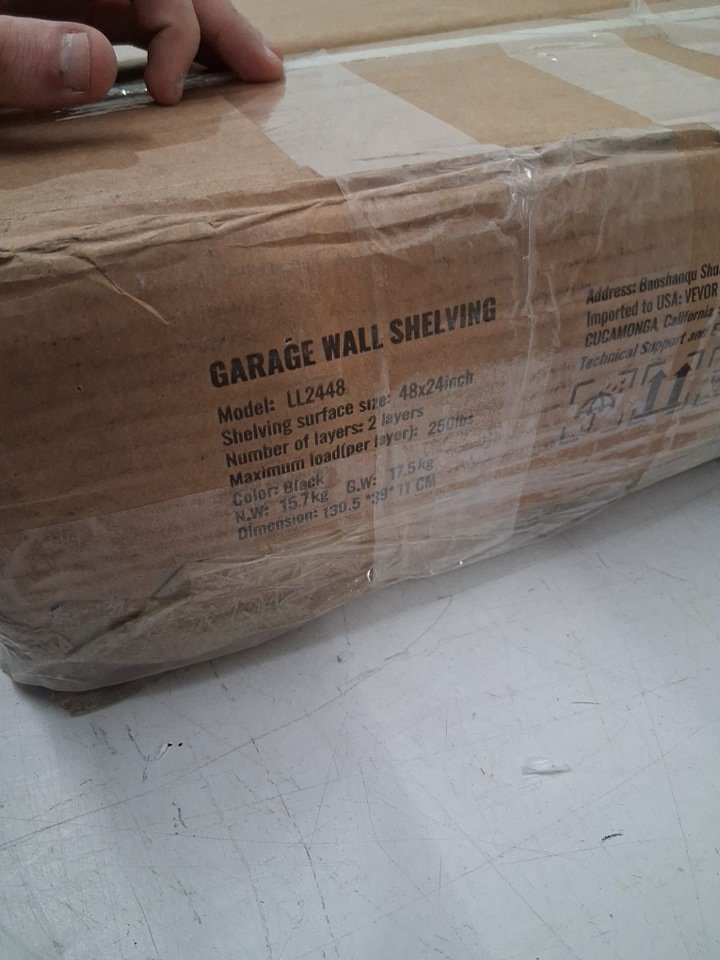 GARAGE WALL SHELVING
Model: LL2448
Shelving surface size: 48x24inch
Number of layers: 2 layers
Maximum load(per layer): 250lbs
Color: Black
N.W: 15.7kg G.W: 17.5kg
Dimension: 130.5*39*11 CM
Address: Baoshanqu Shu
Imported to USA: VEVOR
CUCAMONGA, California
Technical Support and